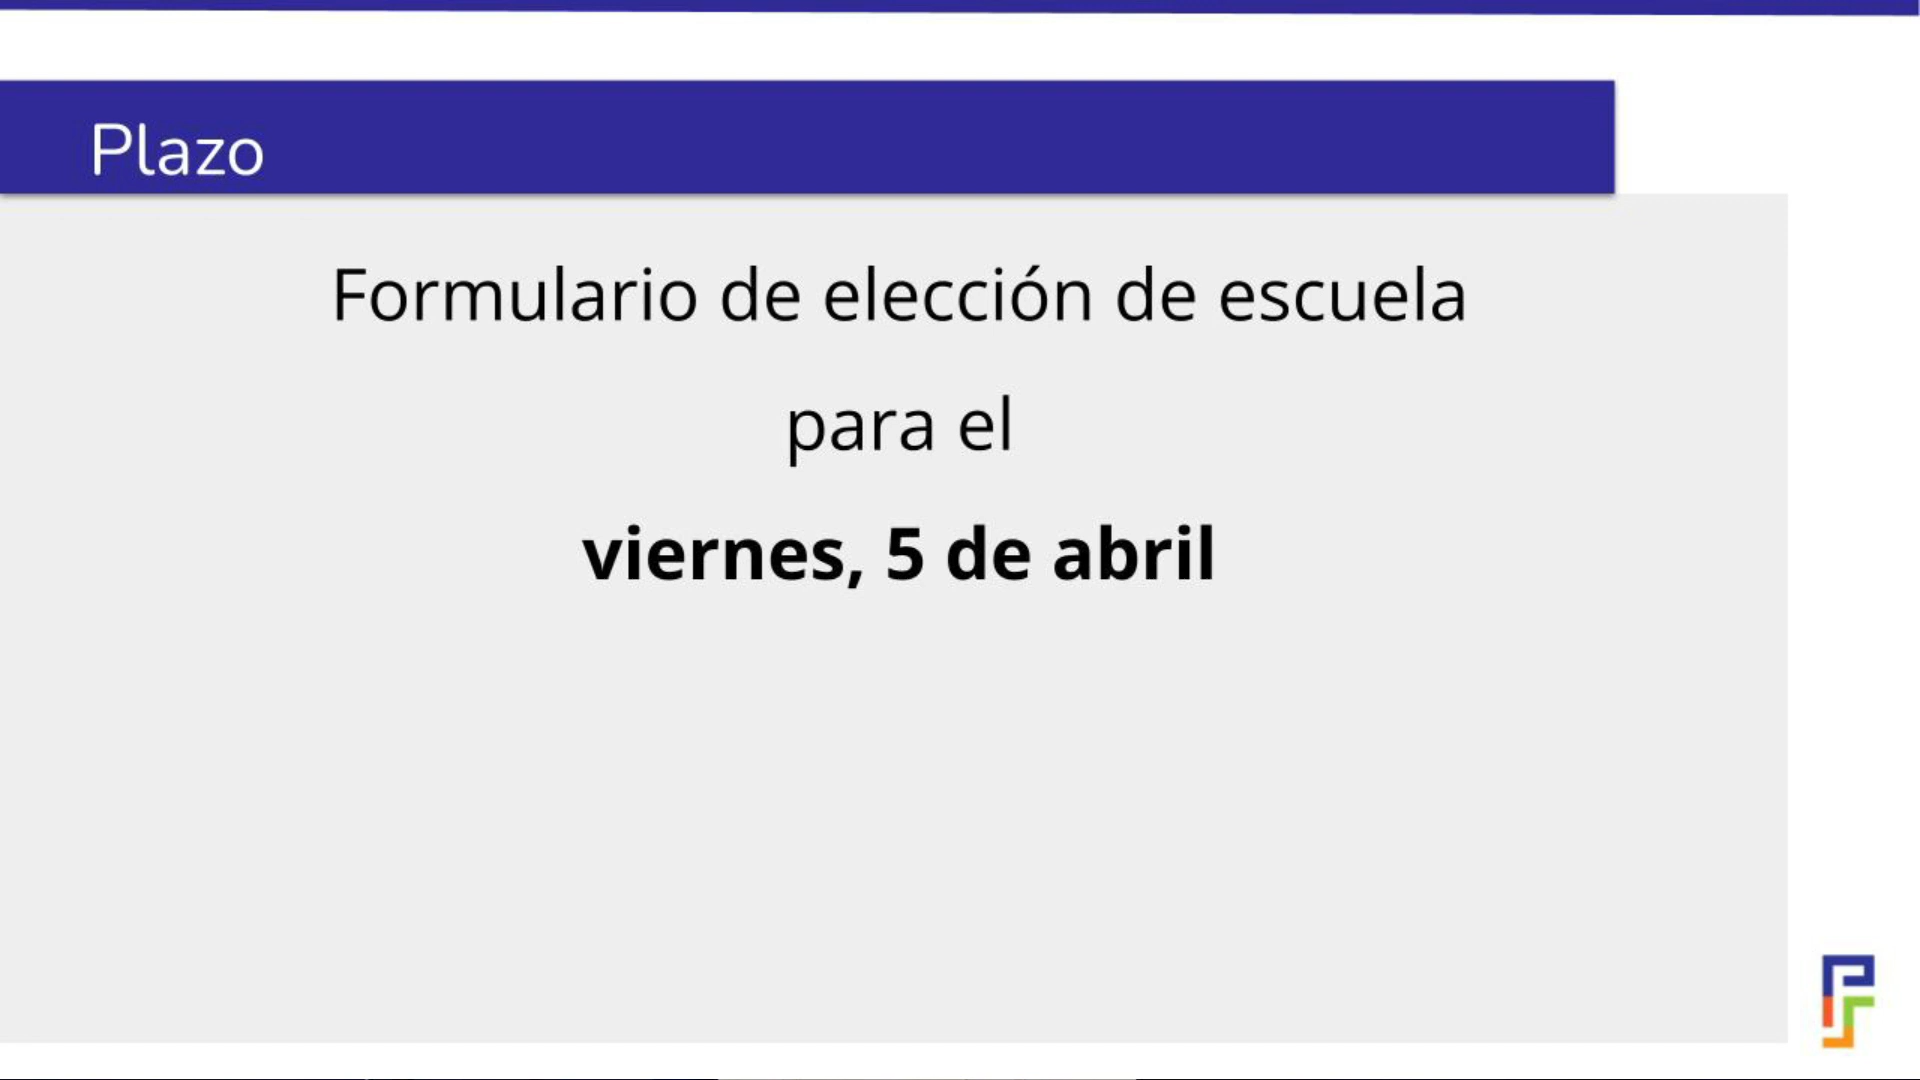 Plazo
Formulario de elección de escuela
para el
viernes, 5 de abril